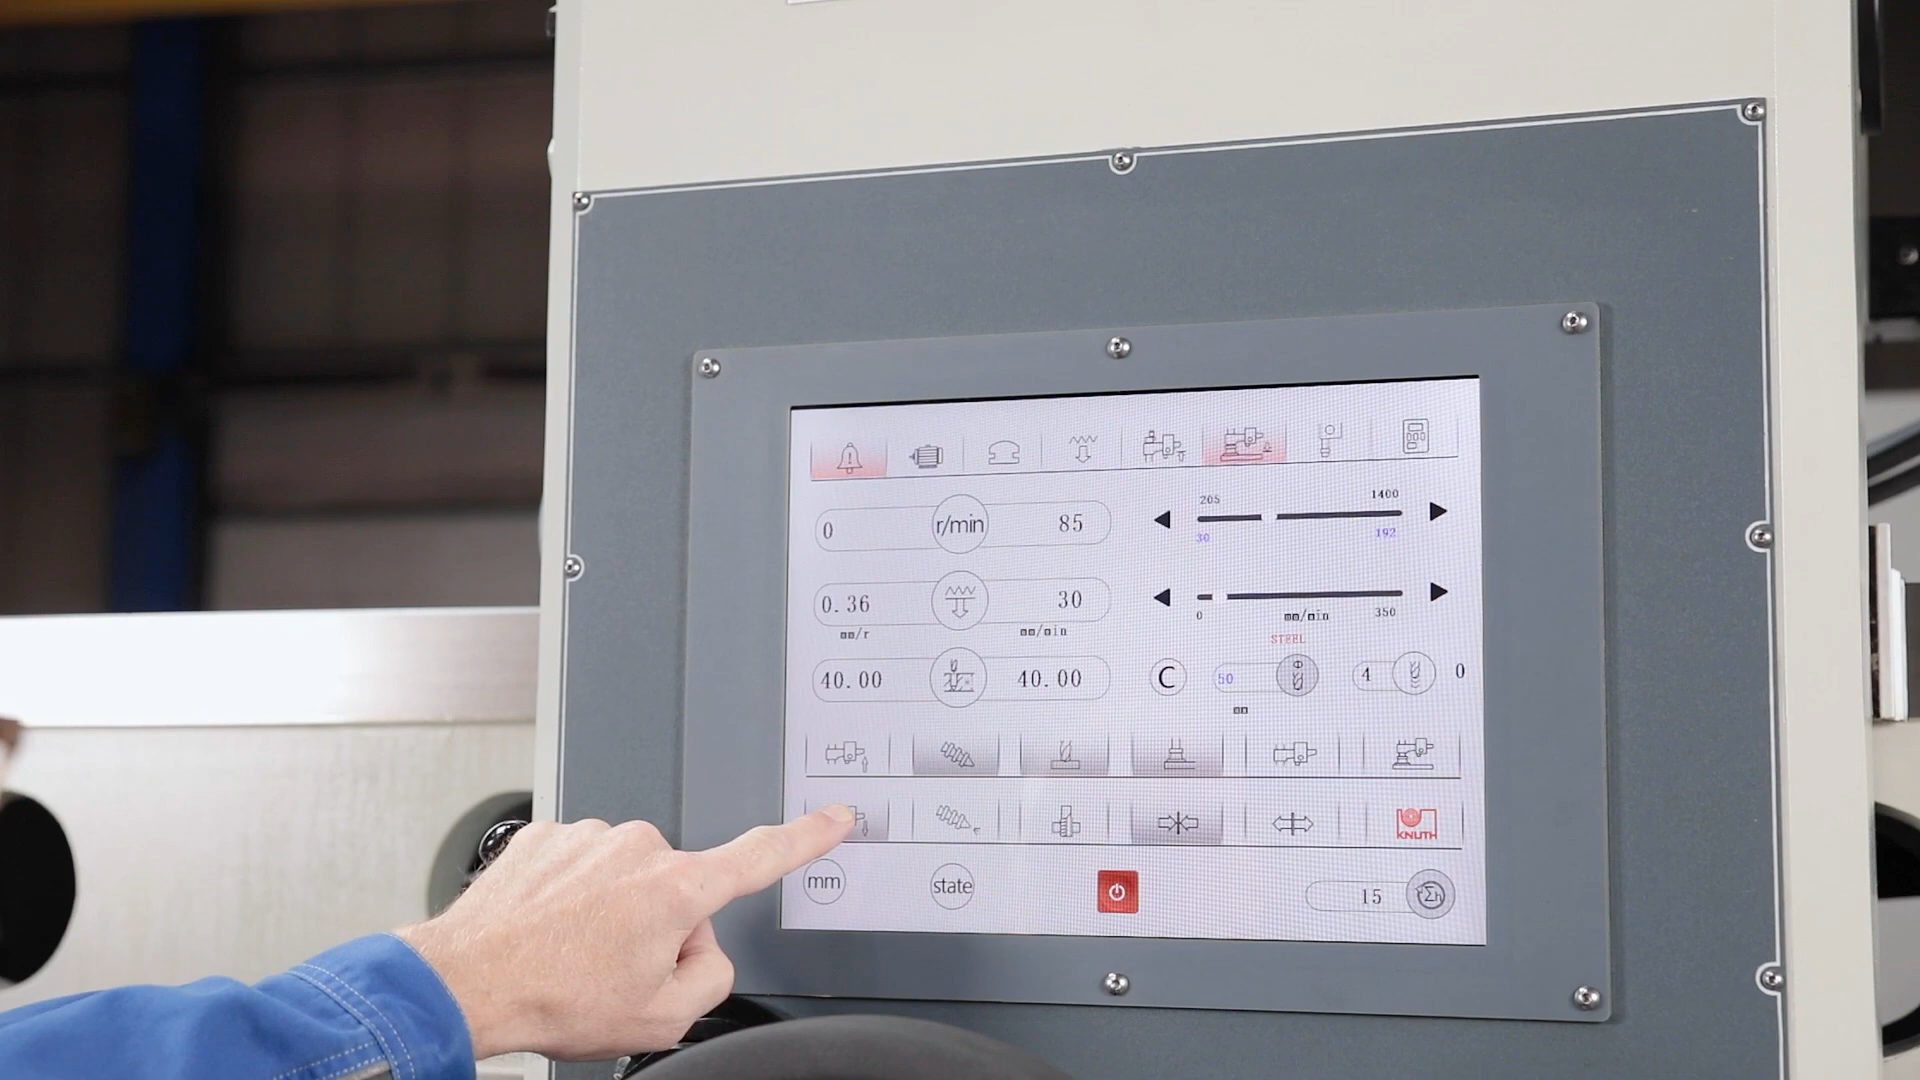 205 1400
0 r/min 85
30 192
0.36 30
mm/r mm/min
0 mm/min 350
STEEL
40.00 40.00 C 50 4 0
mm
KNUTH
mm state 15 Σh